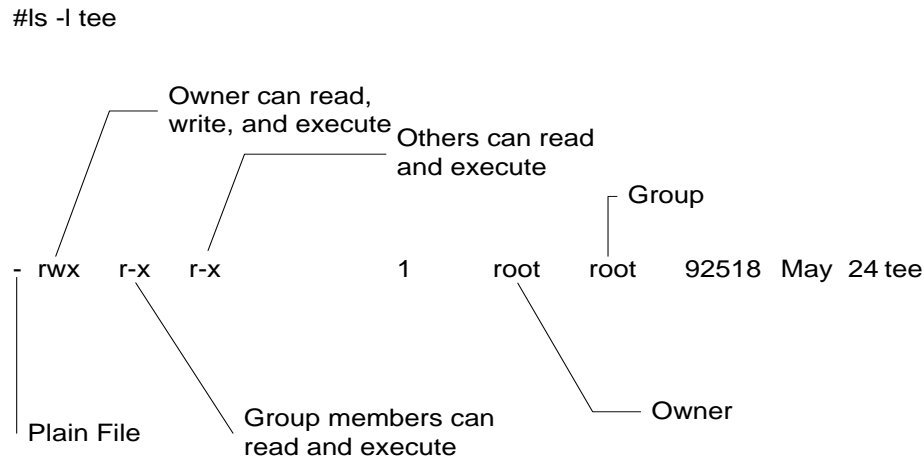 #ls -l tee
Owner can read,
write, and execute
Others can read
and execute
Group
- rwx r-x r-x 1 root root 92518 May 24 tee
Owner
Plain File
Group members can
read and execute